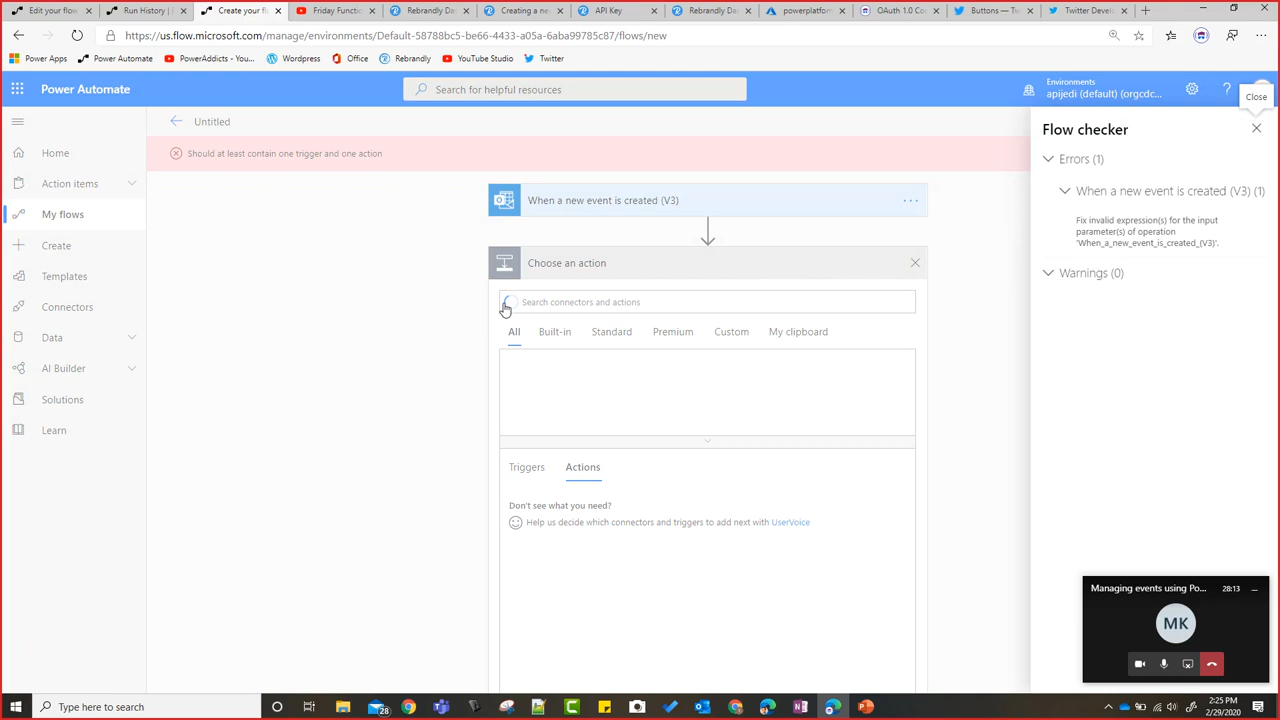 Edit your flow
Run History |
Create your fl
Friday Functio
Rebrandly Da
Creating a ne
API Key
Rebrandly Da
powerplatfor
OAuth 1.0 Co
Buttons — Tw
Twitter Devel
https://us.flow.microsoft.com/manage/environments/Default-58788bc5-be66-4433-a05a-6aba99785c87/flows/new
Power Apps
Power Automate
PowerAddicts - You...
Wordpress
Office
Rebrandly
YouTube Studio
Twitter
Power Automate
Search for helpful resources
Environments
apijedi (default) (orgcdc...
?
Close
Untitled
Should at least contain one trigger and one action
Home
Action items
My flows
Create
Templates
Connectors
Data
AI Builder
Solutions
Learn
When a new event is created (V3)
...
Choose an action
Search connectors and actions
All
Built-in
Standard
Premium
Custom
My clipboard
Triggers
Actions
Don't see what you need?
Help us decide which connectors and triggers to add next with UserVoice
Flow checker
Errors (1)
When a new event is created (V3) (1)
Fix invalid expression(s) for the input
parameter(s) of operation
'When_a_new_event_is_created_(V3)'.
Warnings (0)
Managing events using Po...
28:13
MK
Type here to search
28
2:25 PM
2/29/2020